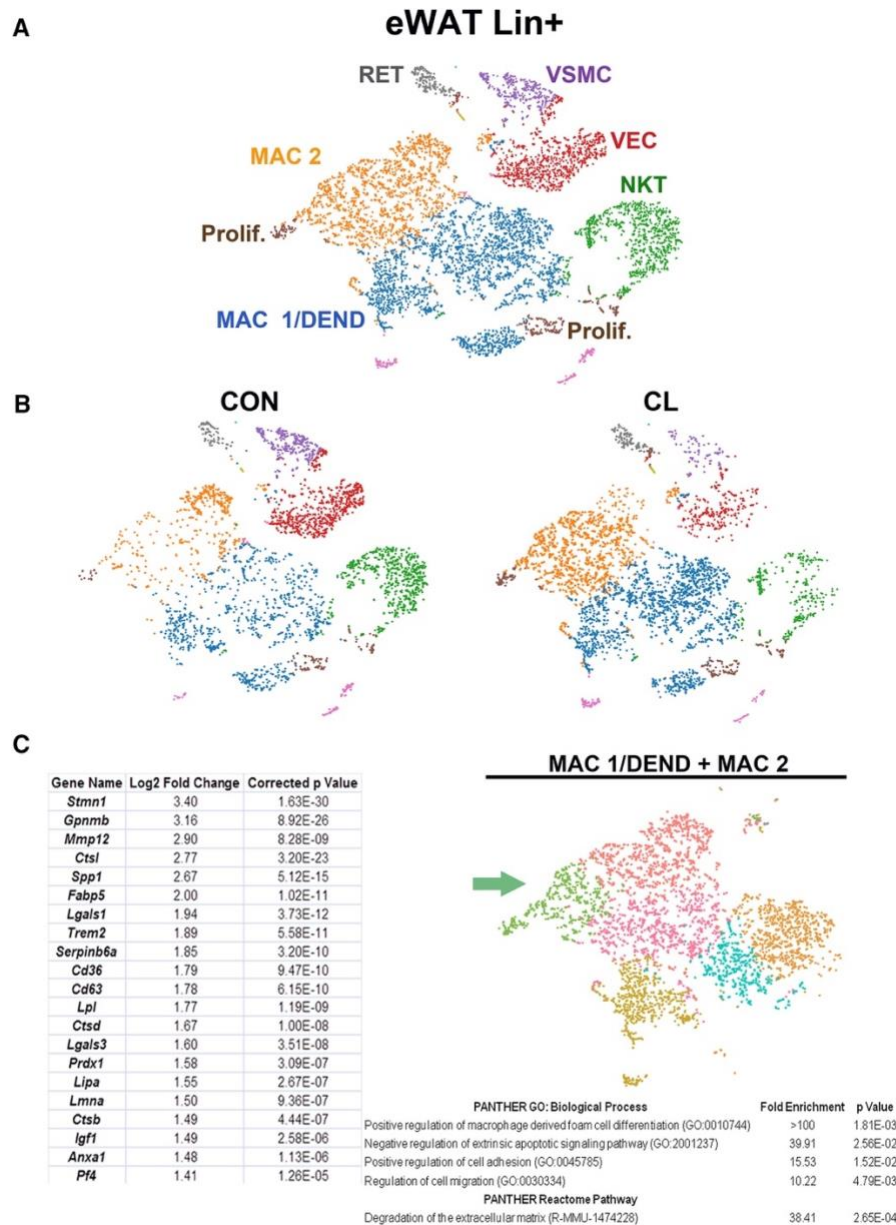 A
eWAT Lin+
RET
VSMC
MAC 2
VEC
NKT
Prolif.
MAC 1/DEND
Prolif.
B
CON
CL
C
Gene Name Log2 Fold Change Corrected p Value
Stmn1 3.40 1.63E-30
Gpnmb 3.16 8.92E-26
Mmp12 2.90 8.28E-09
Ctsl 2.77 3.20E-23
Spp1 2.67 5.12E-15
Fabp5 2.00 1.02E-11
Lgals1 1.94 3.73E-12
Trem2 1.89 5.58E-11
Serpinb6a 1.85 3.20E-10
Cd36 1.79 9.47E-10
Cd63 1.78 6.15E-10
Lpl 1.77 1.19E-09
Ctsd 1.67 1.00E-08
Lgals3 1.60 3.51E-08
Prdx1 1.58 3.09E-07
Lipa 1.55 2.67E-07
Lmna 1.50 9.36E-07
Ctsb 1.49 4.44E-07
Igf1 1.49 2.58E-06
Anxa1 1.48 1.13E-06
Pf4 1.41 1.26E-05
MAC 1/DEND + MAC 2
PANTHER GO: Biological Process Fold Enrichment p Value
Positive regulation of macrophage derived foam cell differentiation (GO:0010744) >100 1.81E-03
Negative regulation of extrinsic apoptotic signaling pathway (GO:2001237) 39.91 2.56E-02
Positive regulation of cell adhesion (GO:0045785) 15.53 1.52E-02
Regulation of cell migration (GO:0030334) 10.22 4.79E-03
PANTHER Reactome Pathway
Degradation of the extracellular matrix (R-MMU-1474228) 38.41 2.65E-04